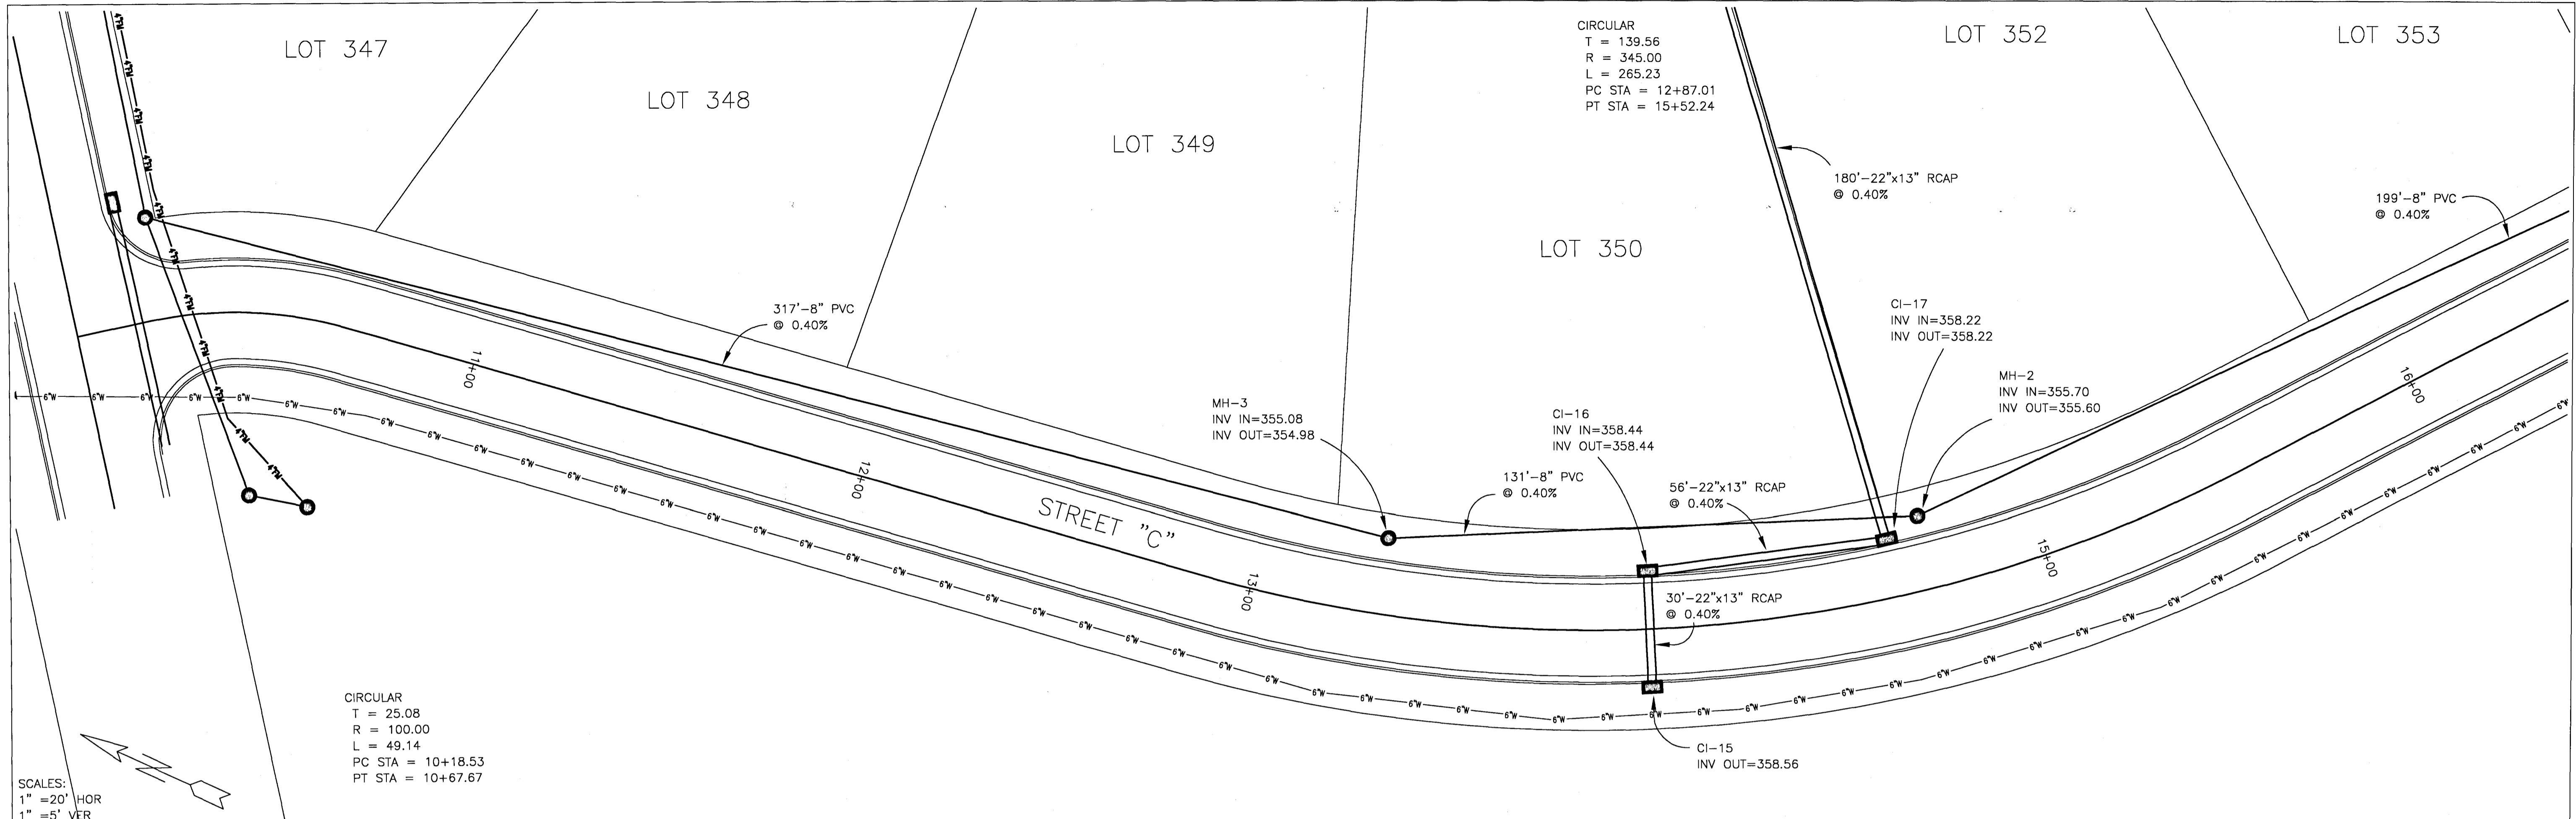 LOT 347
LOT 348
LOT 349
LOT 350
LOT 352
LOT 353
CIRCULAR
T = 139.56
R = 345.00
L = 265.23
PC STA = 12+87.01
PT STA = 15+52.24
180'-22"x13" RCAP
@ 0.40%
199'-8" PVC
@ 0.40%
317'-8" PVC
@ 0.40%
CI-17
INV IN=358.22
INV OUT=358.22
MH-2
INV IN=355.70
INV OUT=355.60
MH-3
INV IN=355.08
INV OUT=354.98
CI-16
INV IN=358.44
INV OUT=358.44
131'-8" PVC
@ 0.40%
56'-22"x13" RCAP
@ 0.40%
30'-22"x13" RCAP
@ 0.40%
CI-15
INV OUT=358.56
STREET "C"
11+00
12+00
13+00
15+00
16+00
4"FM
6"W
CIRCULAR
T = 25.08
R = 100.00
L = 49.14
PC STA = 10+18.53
PT STA = 10+67.67
N
SCALES:
1" =20' HOR
1" =5' VER